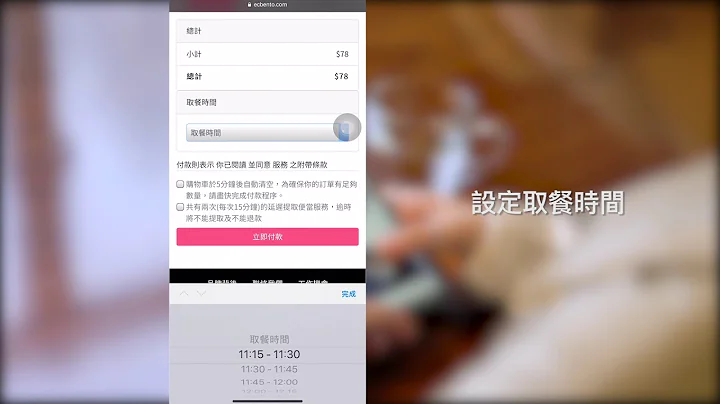 ecbento.com
總計
小計 $78
總計 $78
取餐時間
取餐時間
付款則表示 你已閱讀 並同意 服務 之附帶條款
購物車於5分鐘後自動清空，為確保你的訂單有足夠
數量，請盡快完成付款程序。
共有兩次(每次15分鐘)的延遲提取便當服務，逾時
將不能提取及不能退款
立即付款
設定取餐時間
完成
取餐時間
11:15 - 11:30
11:30 - 11:45
11:45 - 12:00